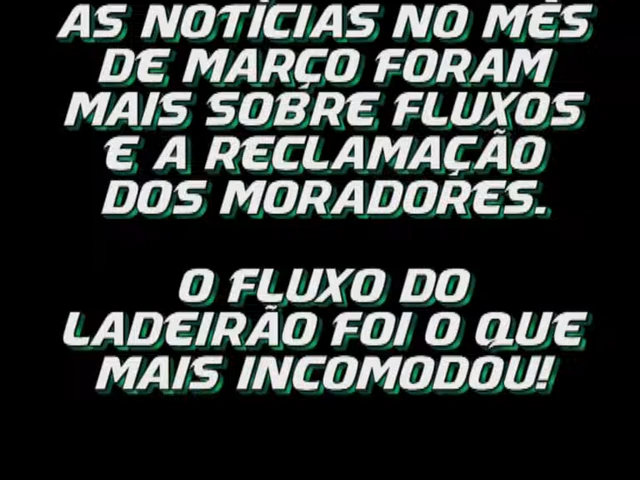 AS NOTÍCIAS NO MÊS
DE MARÇO FORAM
MAIS SOBRE FLUXOS
E A RECLAMAÇÃO
DOS MORADORES.
O FLUXO DO
LADEIRÃO FOI O QUE
MAIS INCOMODOU!